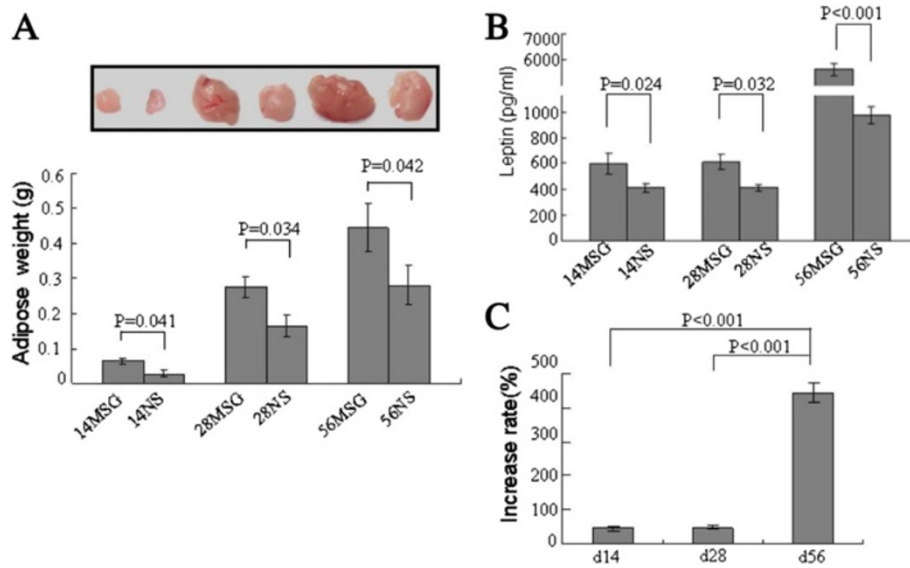 A
P=0.041
P=0.034
P=0.042
Adipose weight (g)
0.6
0.5
0.4
0.3
0.2
0.1
0
14MSG
14NS
28MSG
28NS
56MSG
56NS
B
P=0.024
P=0.032
P<0.001
Leptin (pg/ml)
7000
6000
1000
800
600
400
200
0
14MSG
14NS
28MSG
28NS
56MSG
56NS
C
P<0.001
P<0.001
Increase rate(%)
500
400
300
200
100
0
d14
d28
d56